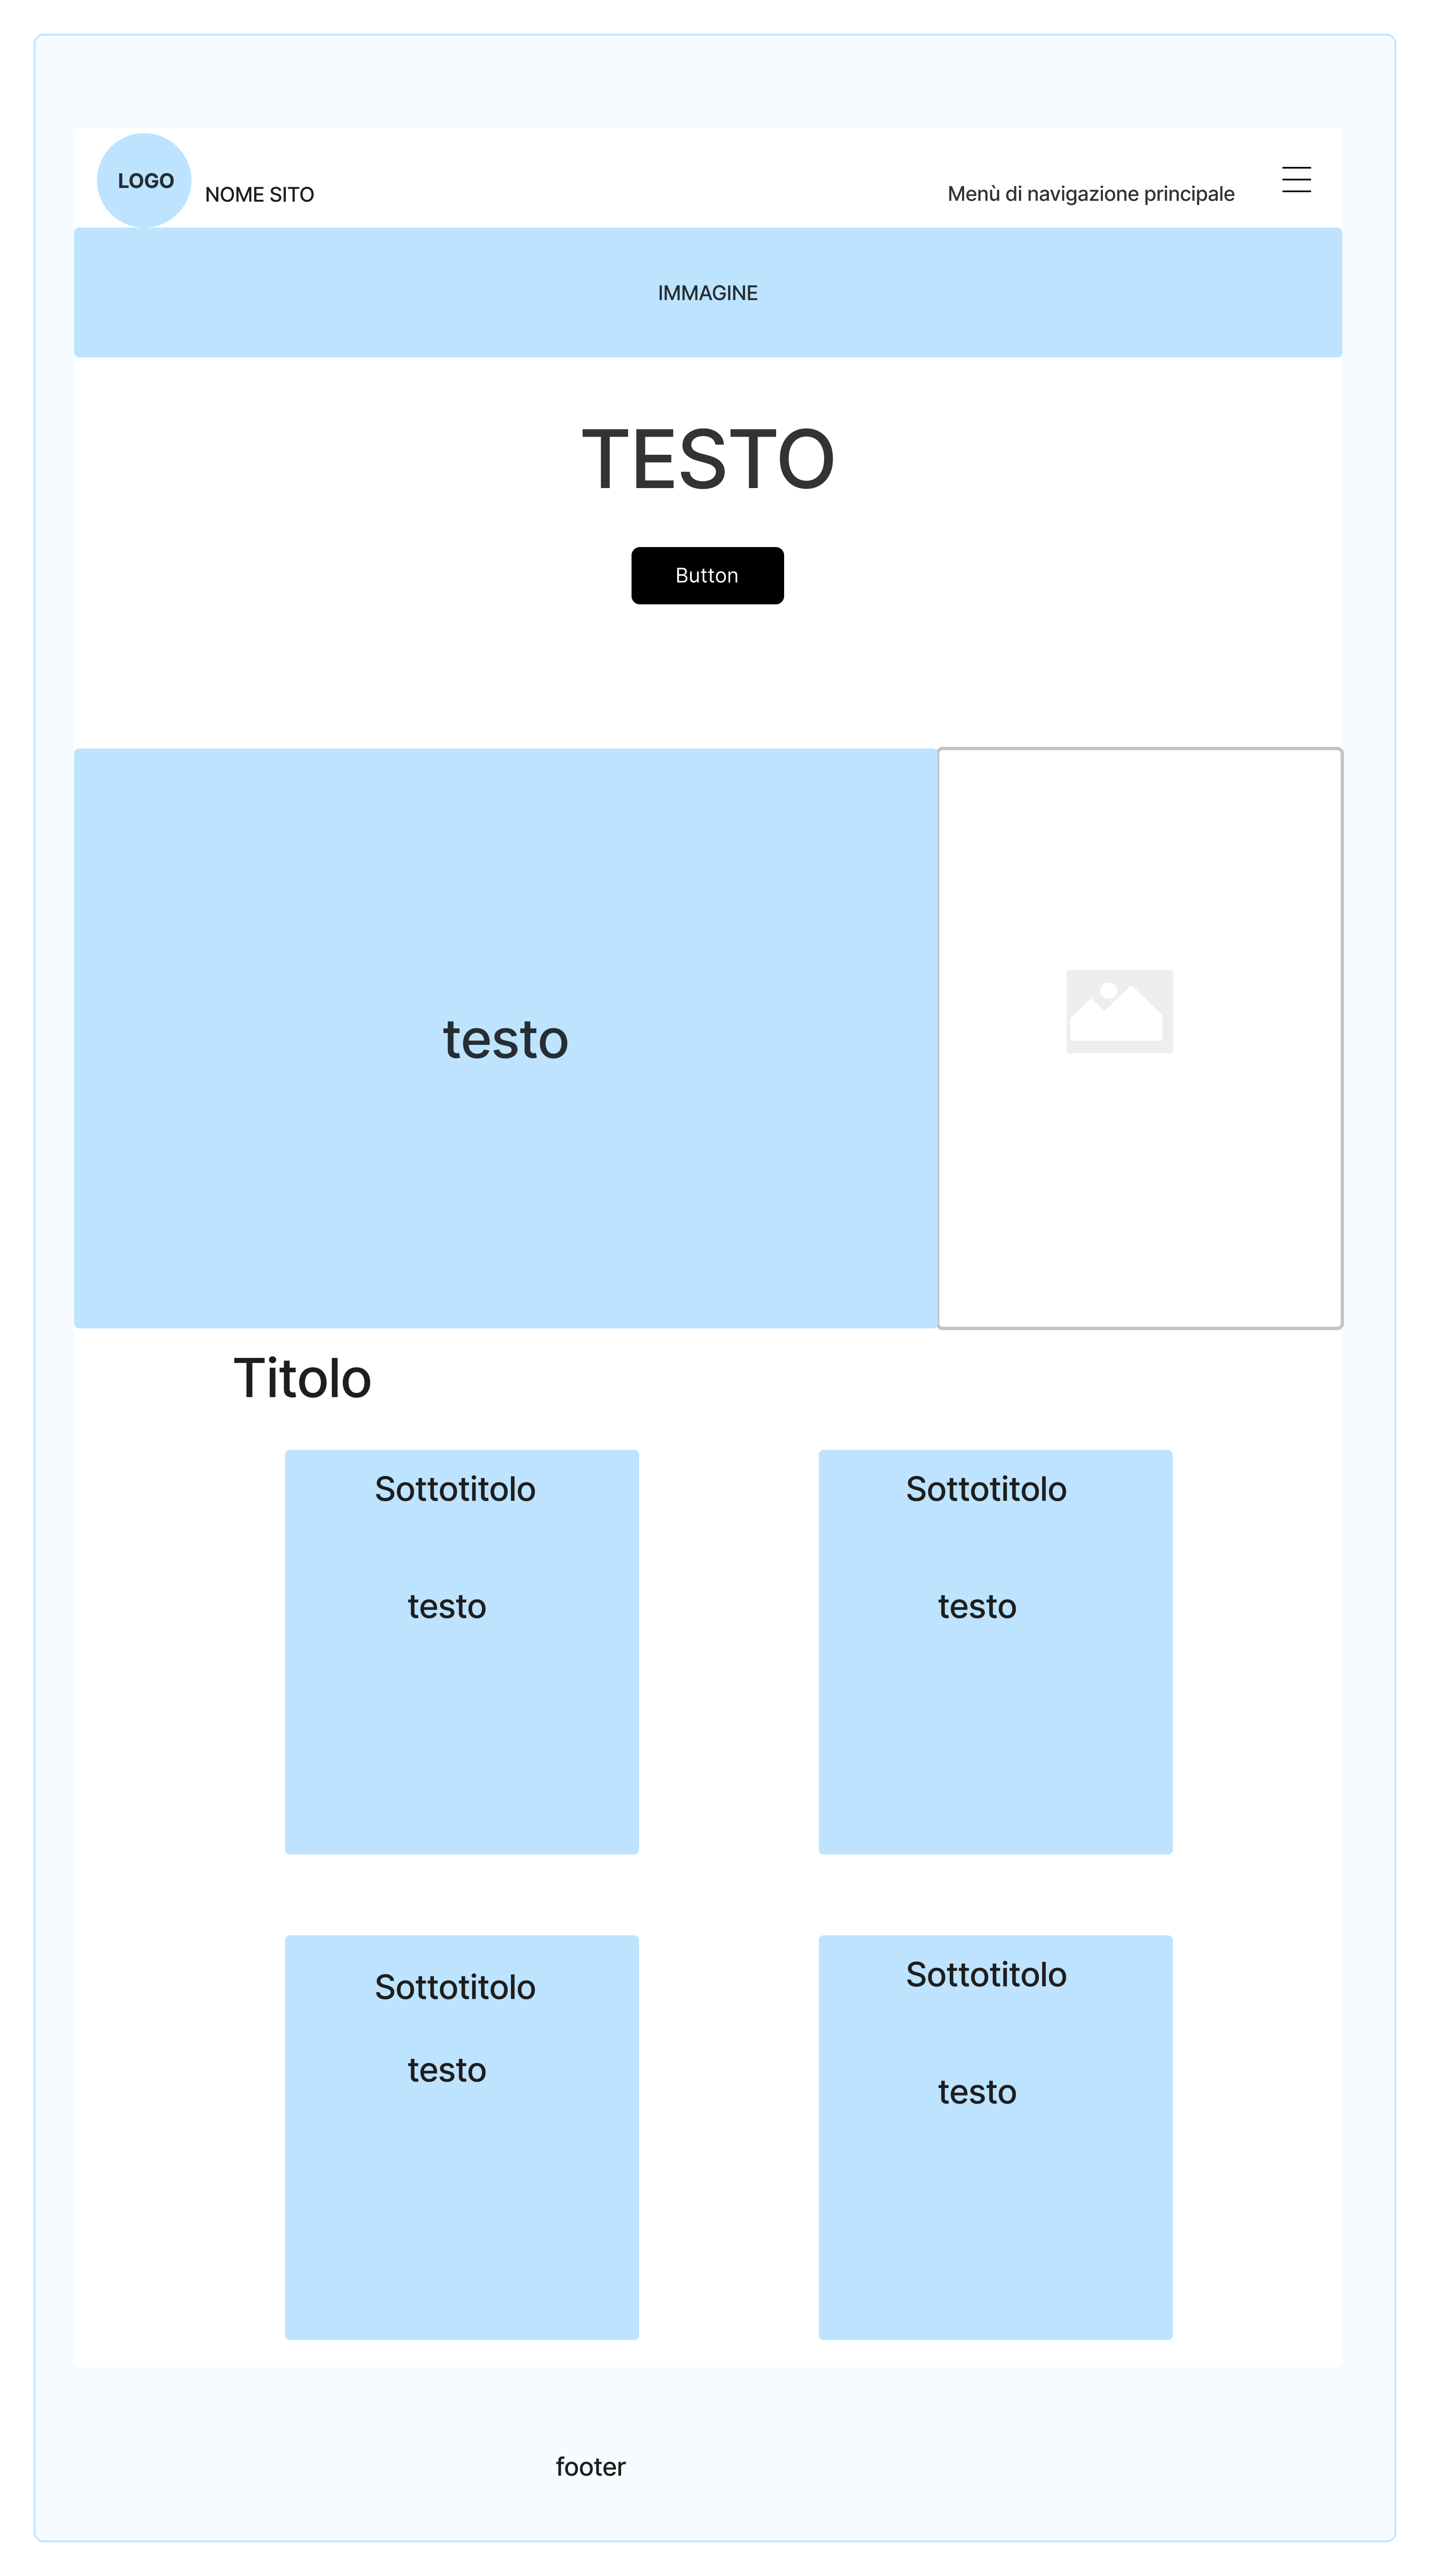 LOGO
NOME SITO
Menù di navigazione principale
IMMAGINE
TESTO
Button
testo
Titolo
Sottotitolo
Sottotitolo
testo
testo
Sottotitolo
Sottotitolo
testo
testo
footer